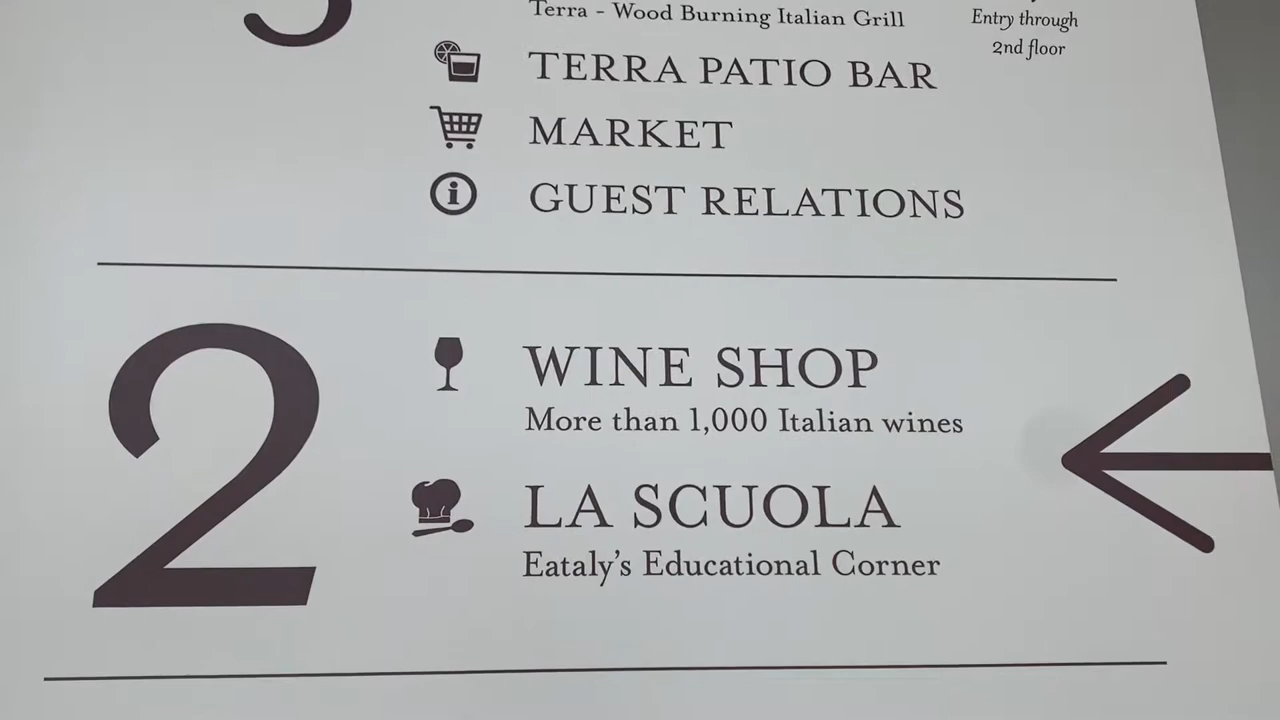 Terra - Wood Burning Italian Grill
Entry through
2nd floor
TERRA PATIO BAR
MARKET
GUEST RELATIONS
2
WINE SHOP
More than 1,000 Italian wines
LA SCUOLA
Eataly's Educational Corner